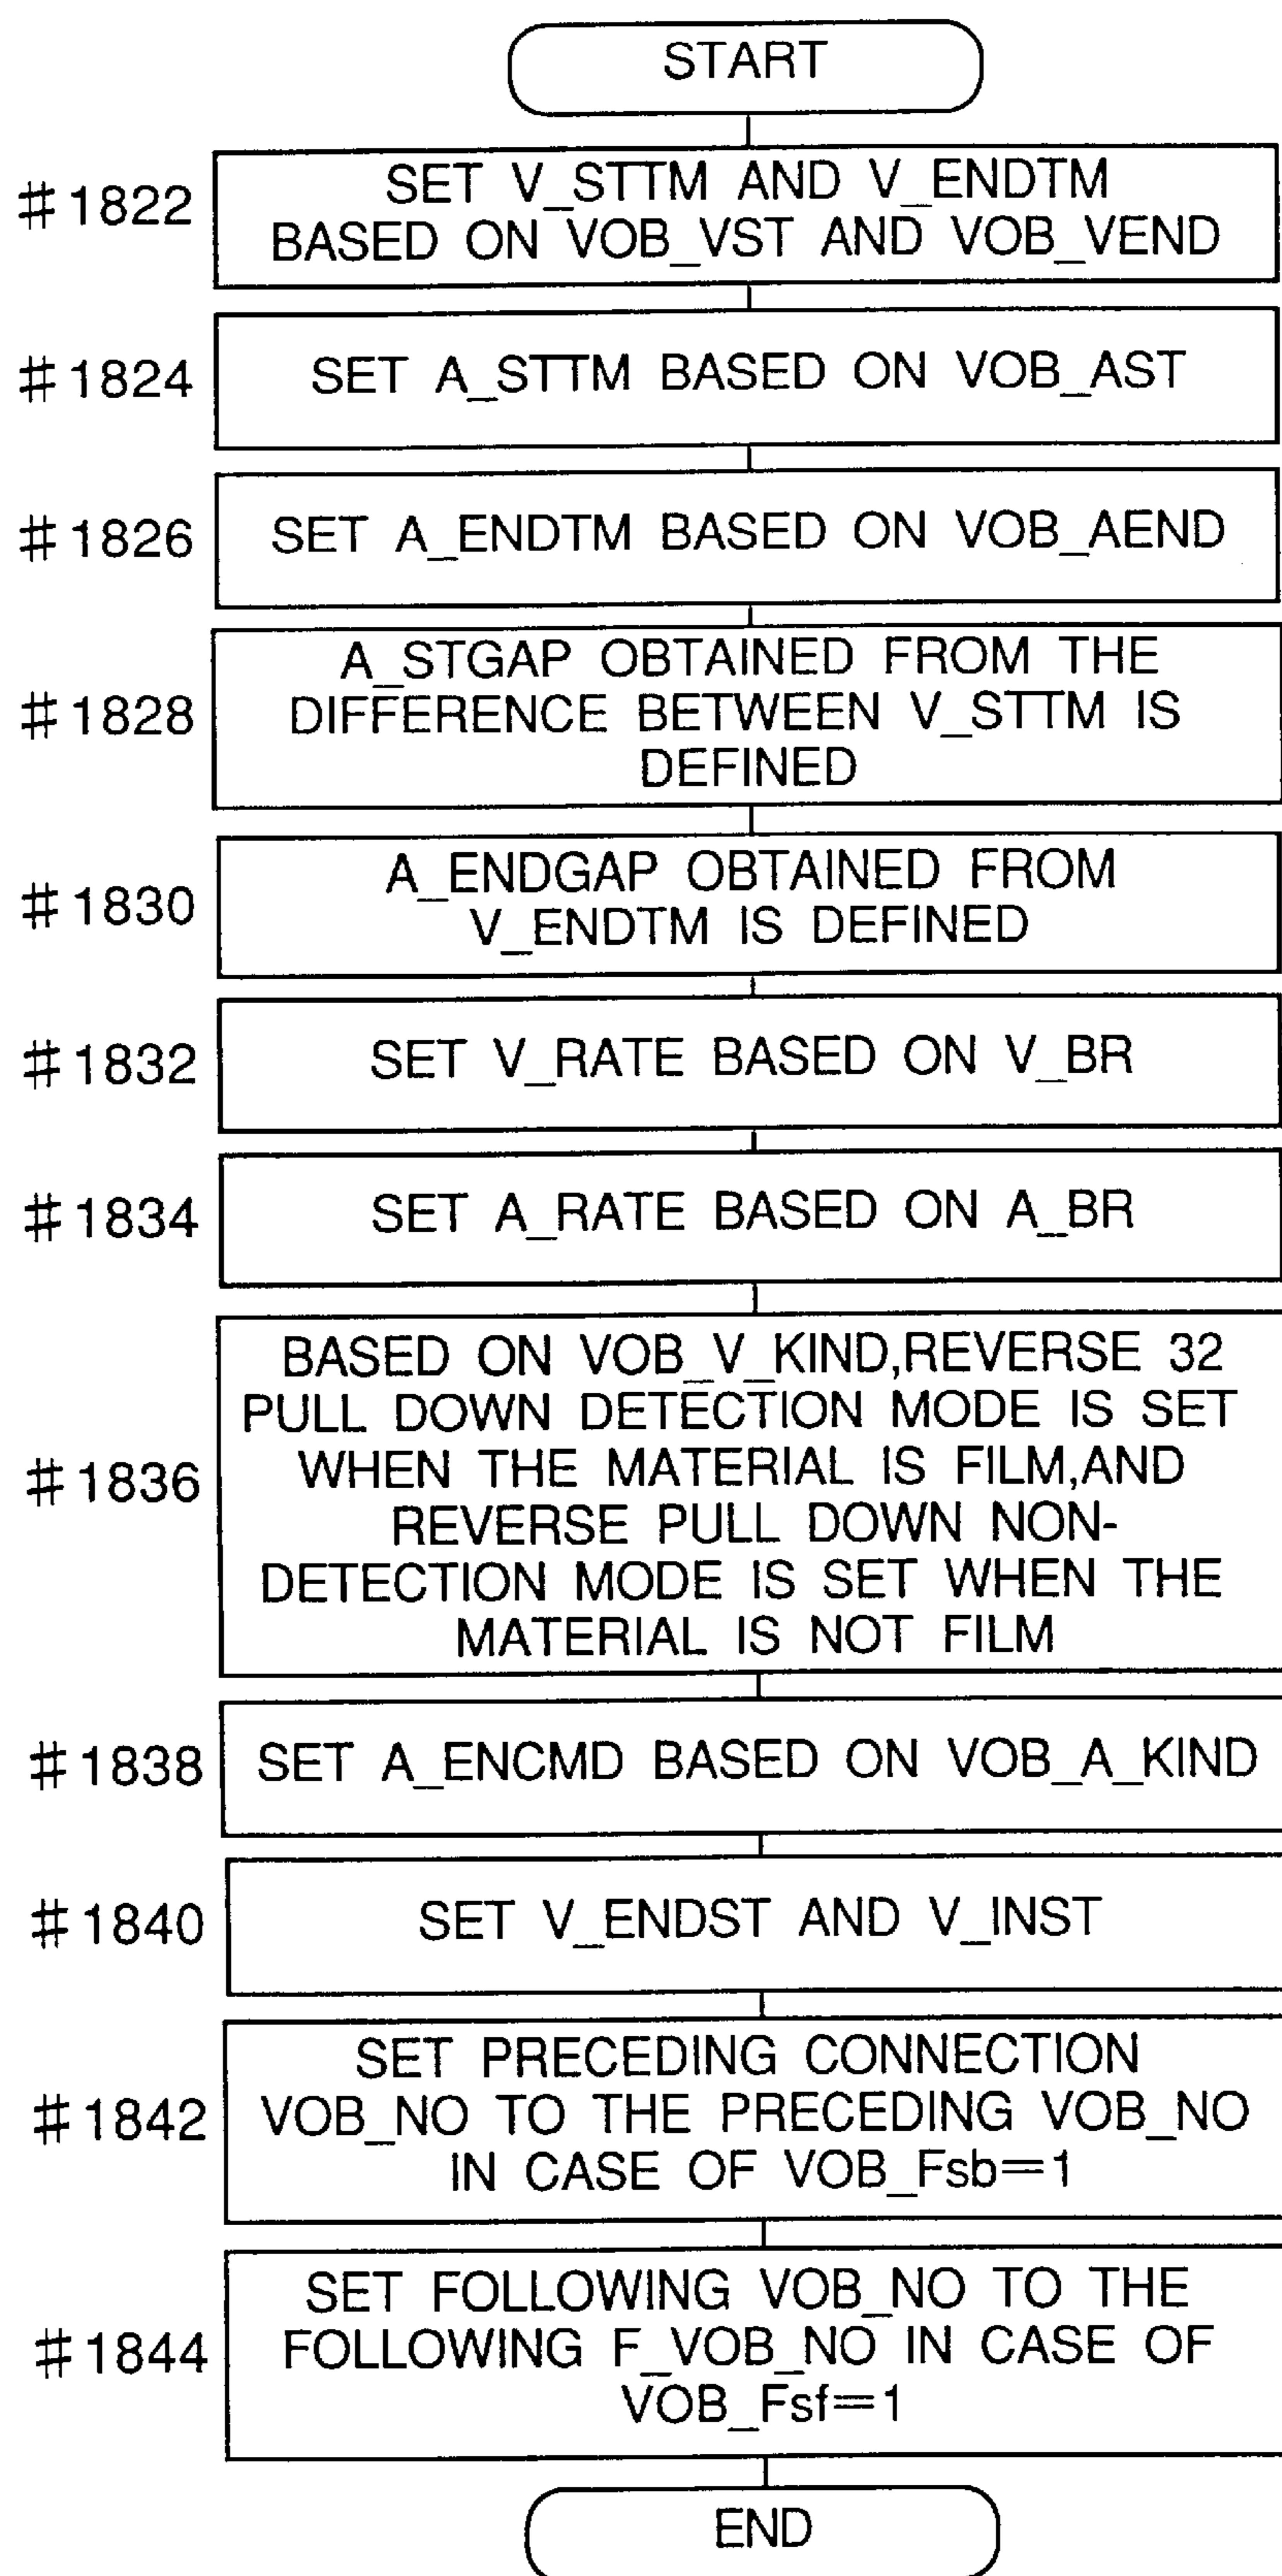 START
#1822
SET V_STTM AND V_ENDTM
BASED ON VOB_VST AND VOB_VEND
#1824
SET A_STTM BASED ON VOB_AST
#1826
SET A_ENDTM BASED ON VOB_AEND
#1828
A_STGAP OBTAINED FROM THE
DIFFERENCE BETWEEN V_STTM IS
DEFINED
#1830
A_ENDGAP OBTAINED FROM
V_ENDTM IS DEFINED
#1832
SET V_RATE BASED ON V_BR
#1834
SET A_RATE BASED ON A_BR
#1836
BASED ON VOB_V_KIND,REVERSE 32
PULL DOWN DETECTION MODE IS SET
WHEN THE MATERIAL IS FILM,AND
REVERSE PULL DOWN NON-
DETECTION MODE IS SET WHEN THE
MATERIAL IS NOT FILM
#1838
SET A_ENCMD BASED ON VOB_A_KIND
#1840
SET V_ENDST AND V_INST
#1842
SET PRECEDING CONNECTION
VOB_NO TO THE PRECEDING VOB_NO
IN CASE OF VOB_Fsb=1
#1844
SET FOLLOWING VOB_NO TO THE
FOLLOWING F_VOB_NO IN CASE OF
VOB_Fsf=1
END